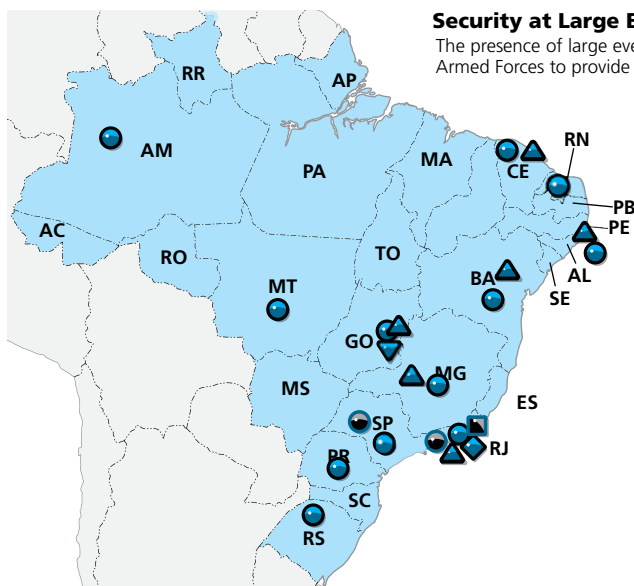 Security at Large E
The presence of large eve
Armed Forces to provide
RR
AP
AM
PA
MA
CE
RN
PB
PE
AC
RO
TO
AL
SE
MT
BA
GO
MG
MS
ES
SP
RJ
PR
SC
RS